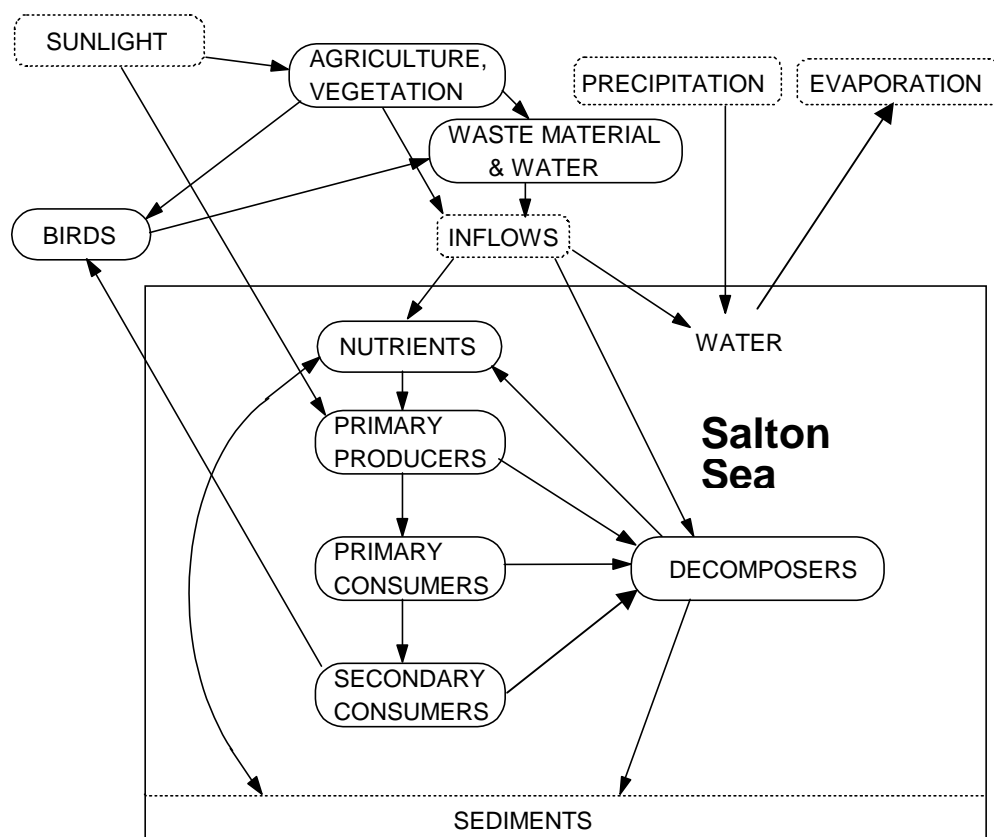 SUNLIGHT
AGRICULTURE,
VEGETATION
PRECIPITATION
EVAPORATION
WASTE MATERIAL
& WATER
BIRDS
INFLOWS
NUTRIENTS
WATER
PRIMARY
PRODUCERS
Salton
Sea
PRIMARY
CONSUMERS
DECOMPOSERS
SECONDARY
CONSUMERS
SEDIMENTS